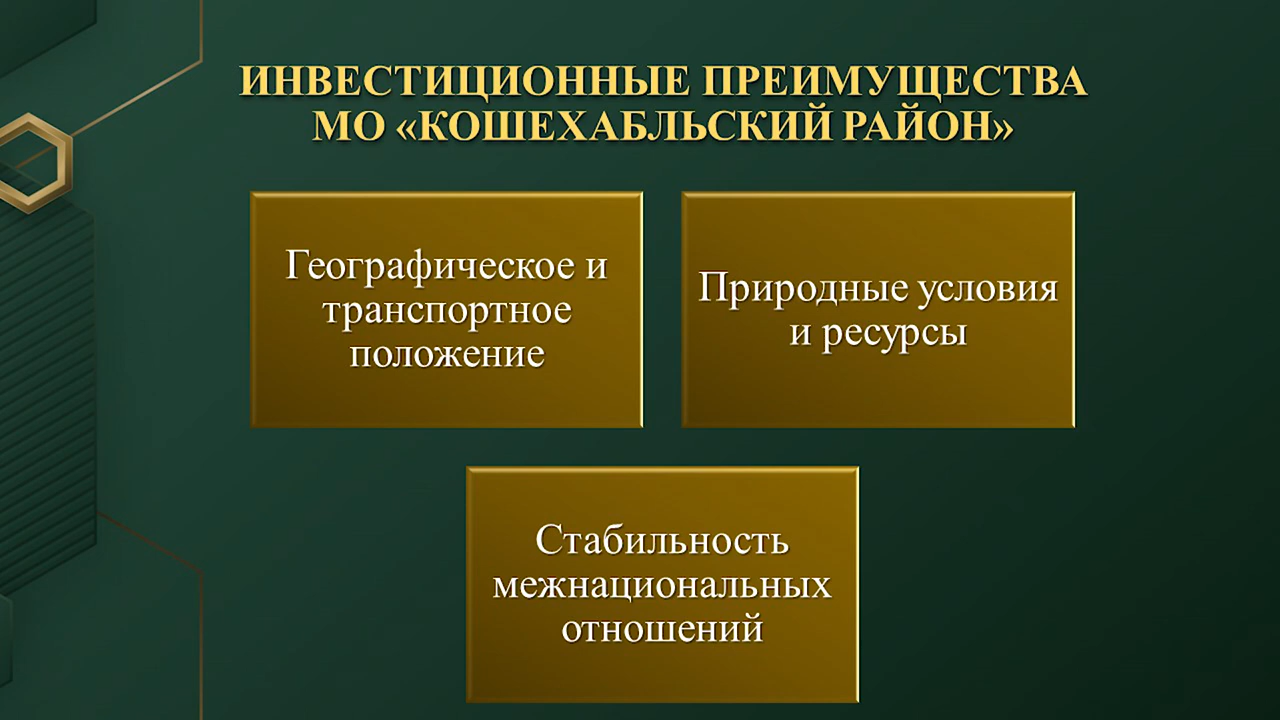 ИНВЕСТИЦИОННЫЕ ПРЕИМУЩЕСТВА
МО «КОШЕХАБЛЬСКИЙ РАЙОН»
Географическое и
транспортное
положение
Природные условия
и ресурсы
Стабильность
межнациональных
отношений